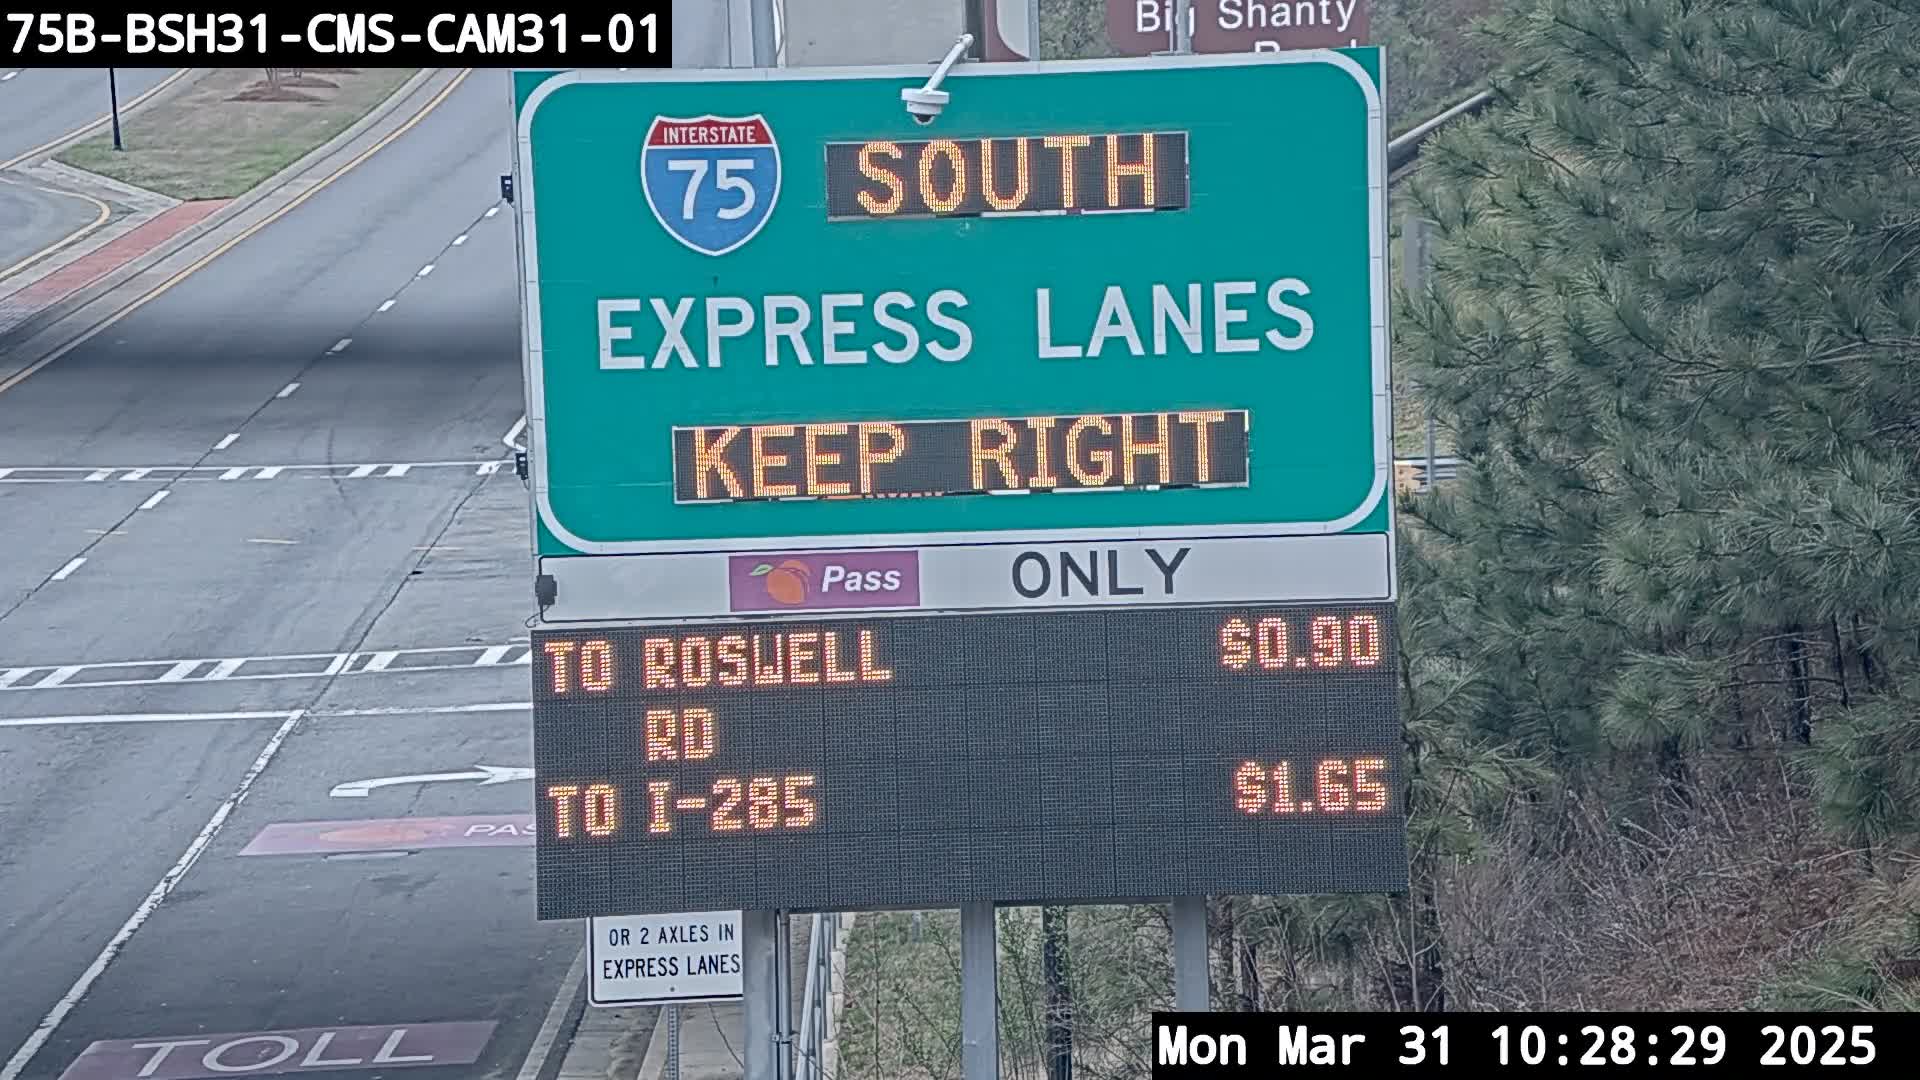 75B-BSH31-CMS-CAM31-01
Big Shanty
INTERSTATE
75
SOUTH
EXPRESS LANES
KEEP RIGHT
Pass ONLY
TO ROSWELL $0.90
RD
TO I-285 $1.65
PAS
OR 2 AXLES IN
EXPRESS LANES
TOLL
Mon Mar 31 10:28:29 2025